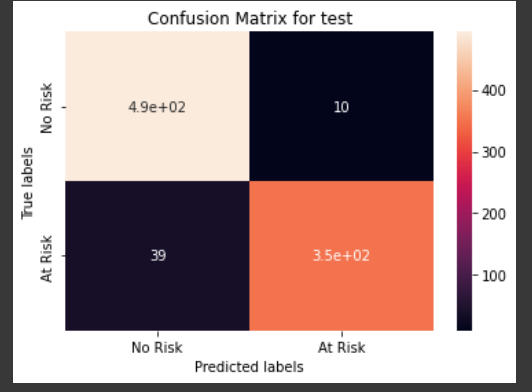 Confusion Matrix for test
No Risk
4.9e+02
10
400
300
True labels
200
At Risk
39
3.5e+02
100
No Risk
At Risk
Predicted labels